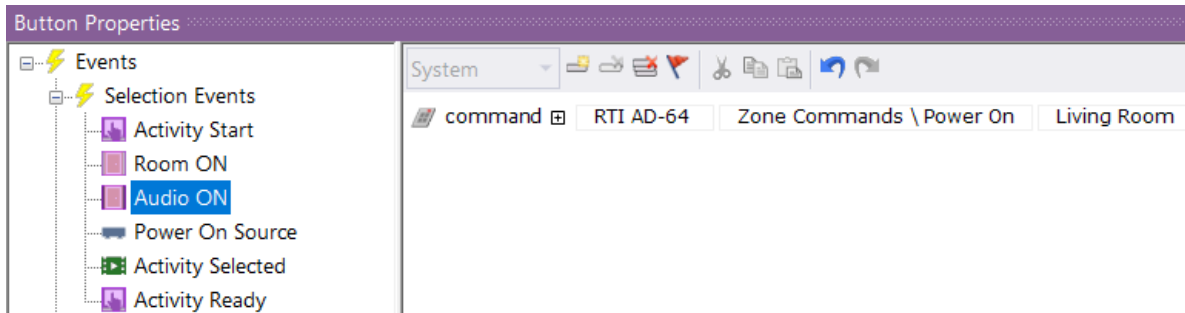 Button Properties
Events
Selection Events
Activity Start
Room ON
Audio ON
Power On Source
Activity Selected
Activity Ready
System
command RTI AD-64 Zone Commands \ Power On Living Room